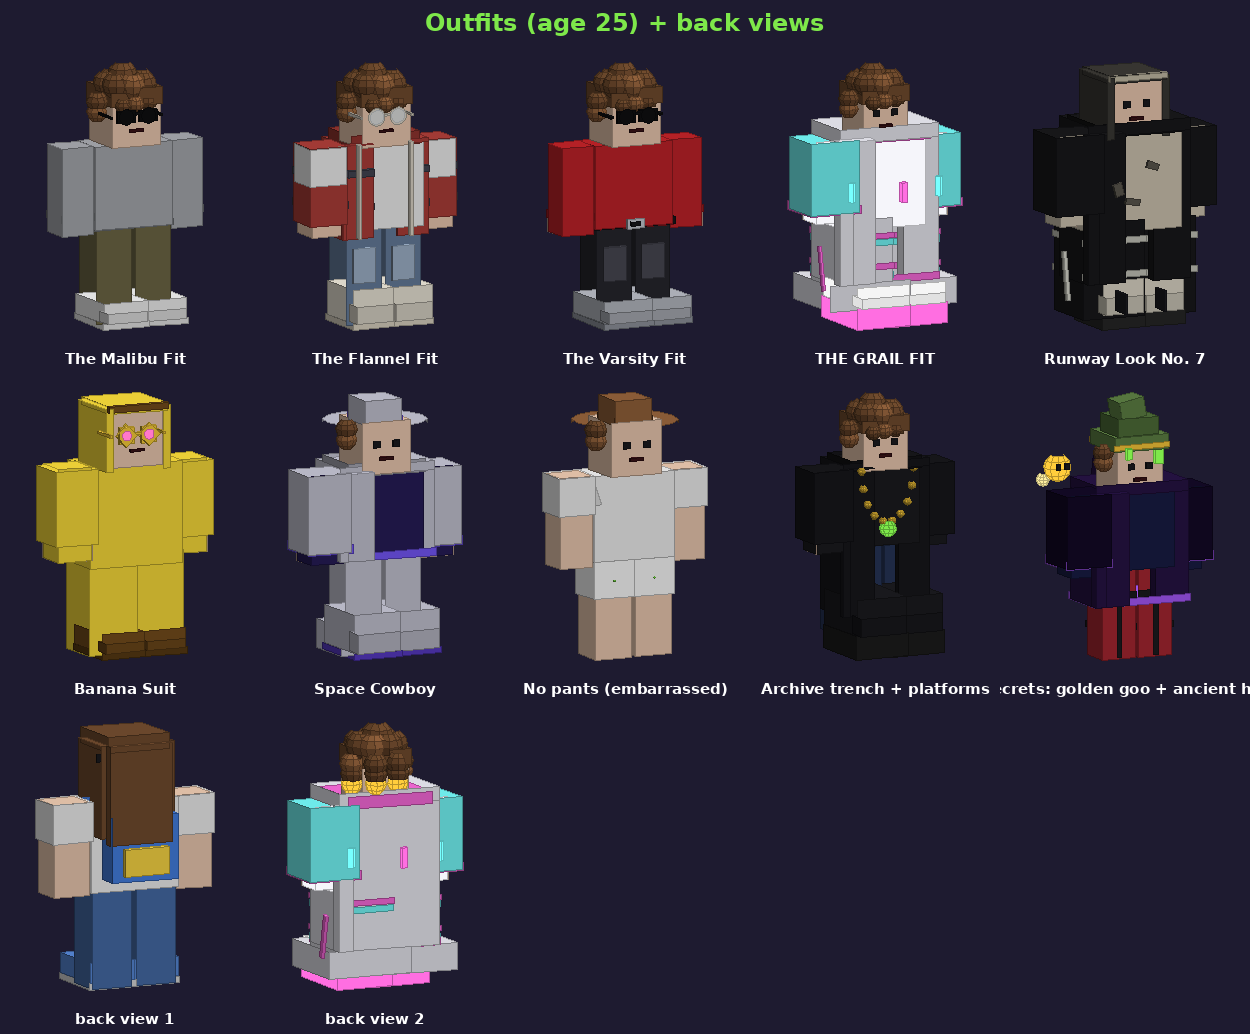 Outfits (age 25) + back views
The Malibu Fit
The Flannel Fit
The Varsity Fit
THE GRAIL FIT
Runway Look No. 7
Banana Suit
Space Cowboy
No pants (embarrassed)
Archive trench + platforms
golden goo + ancient
back view 1
back view 2